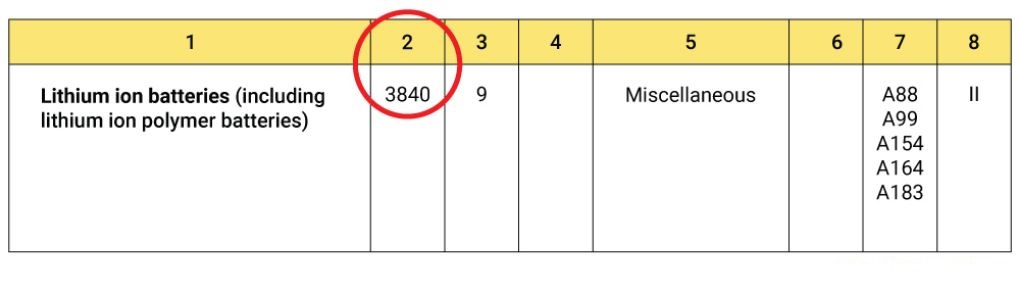 1 2 3 4 5 6 7 8
Lithium ion batteries (including 3840 9 Miscellaneous A88 II
lithium ion polymer batteries) A99
A154
A164
A183